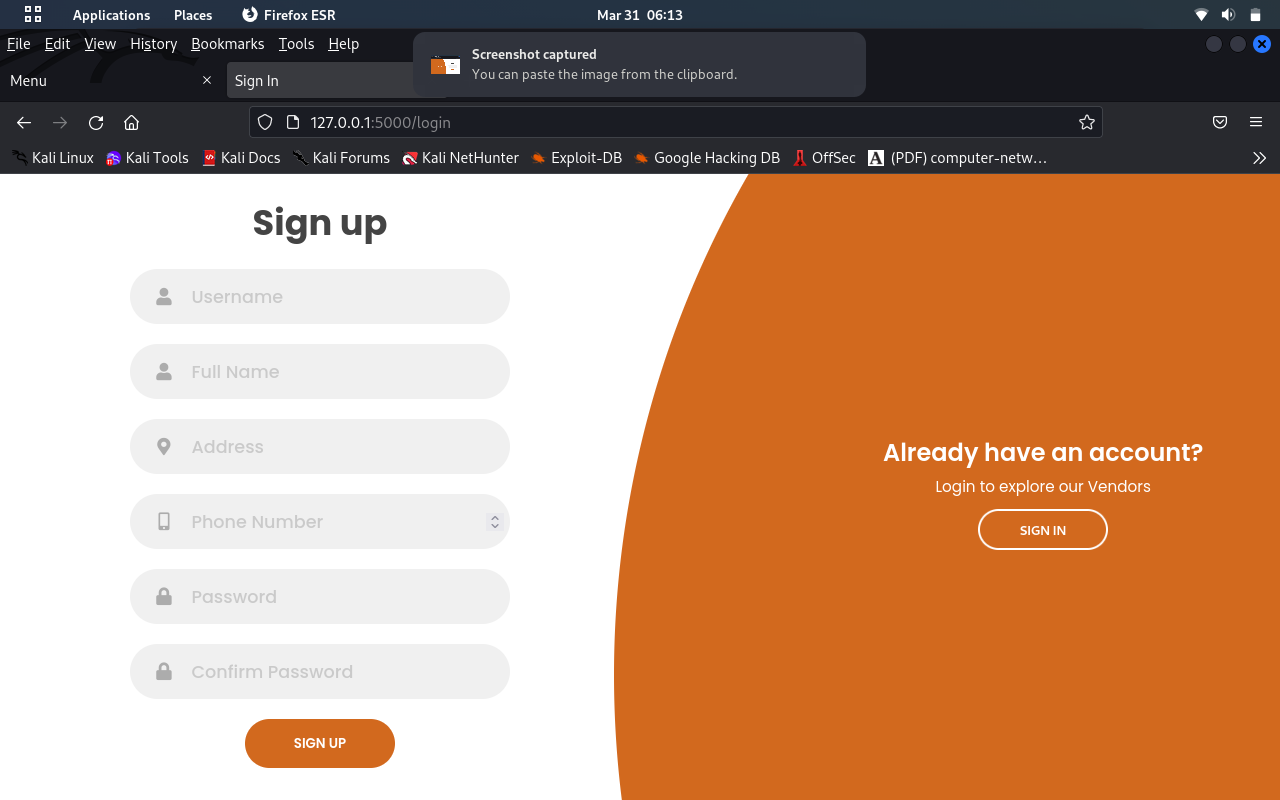 Applications Places Firefox ESR Mar 31 06:13
File Edit View History Bookmarks Tools Help
Screenshot captured
You can paste the image from the clipboard.
Menu × Sign In
127.0.0.1:5000/login
Kali Linux Kali Tools Kali Docs Kali Forums Kali NetHunter Exploit-DB Google Hacking DB OffSec A (PDF) computer-netw…
Sign up
Username
Full Name
Address
Phone Number
Password
Confirm Password
SIGN UP
Already have an account?
Login to explore our Vendors
SIGN IN